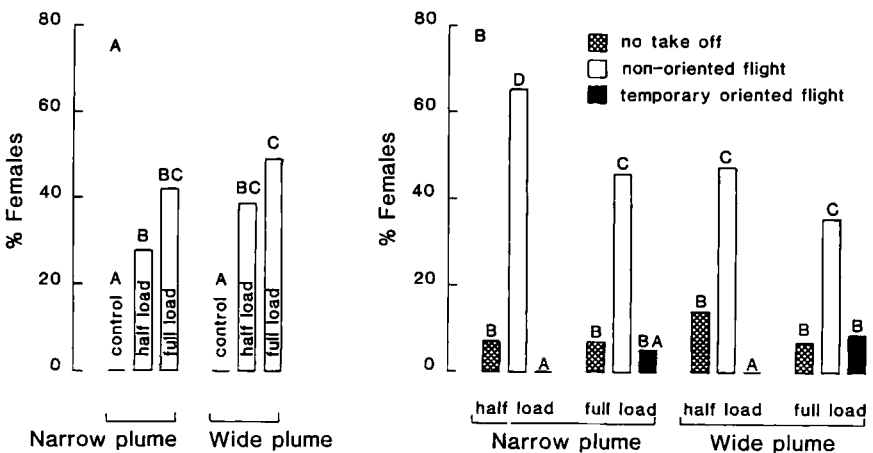 80
60
40
20
0
% Females
A
A
B
BC
A
BC
C
control
half load
full load
control
half load
full load
Narrow plume
Wide plume
80
60
40
20
0
% Females
B
no take off
non-oriented flight
temporary oriented flight
B
D
A
B
C
BA
B
C
A
B
C
B
half load
full load
half load
full load
Narrow plume
Wide plume